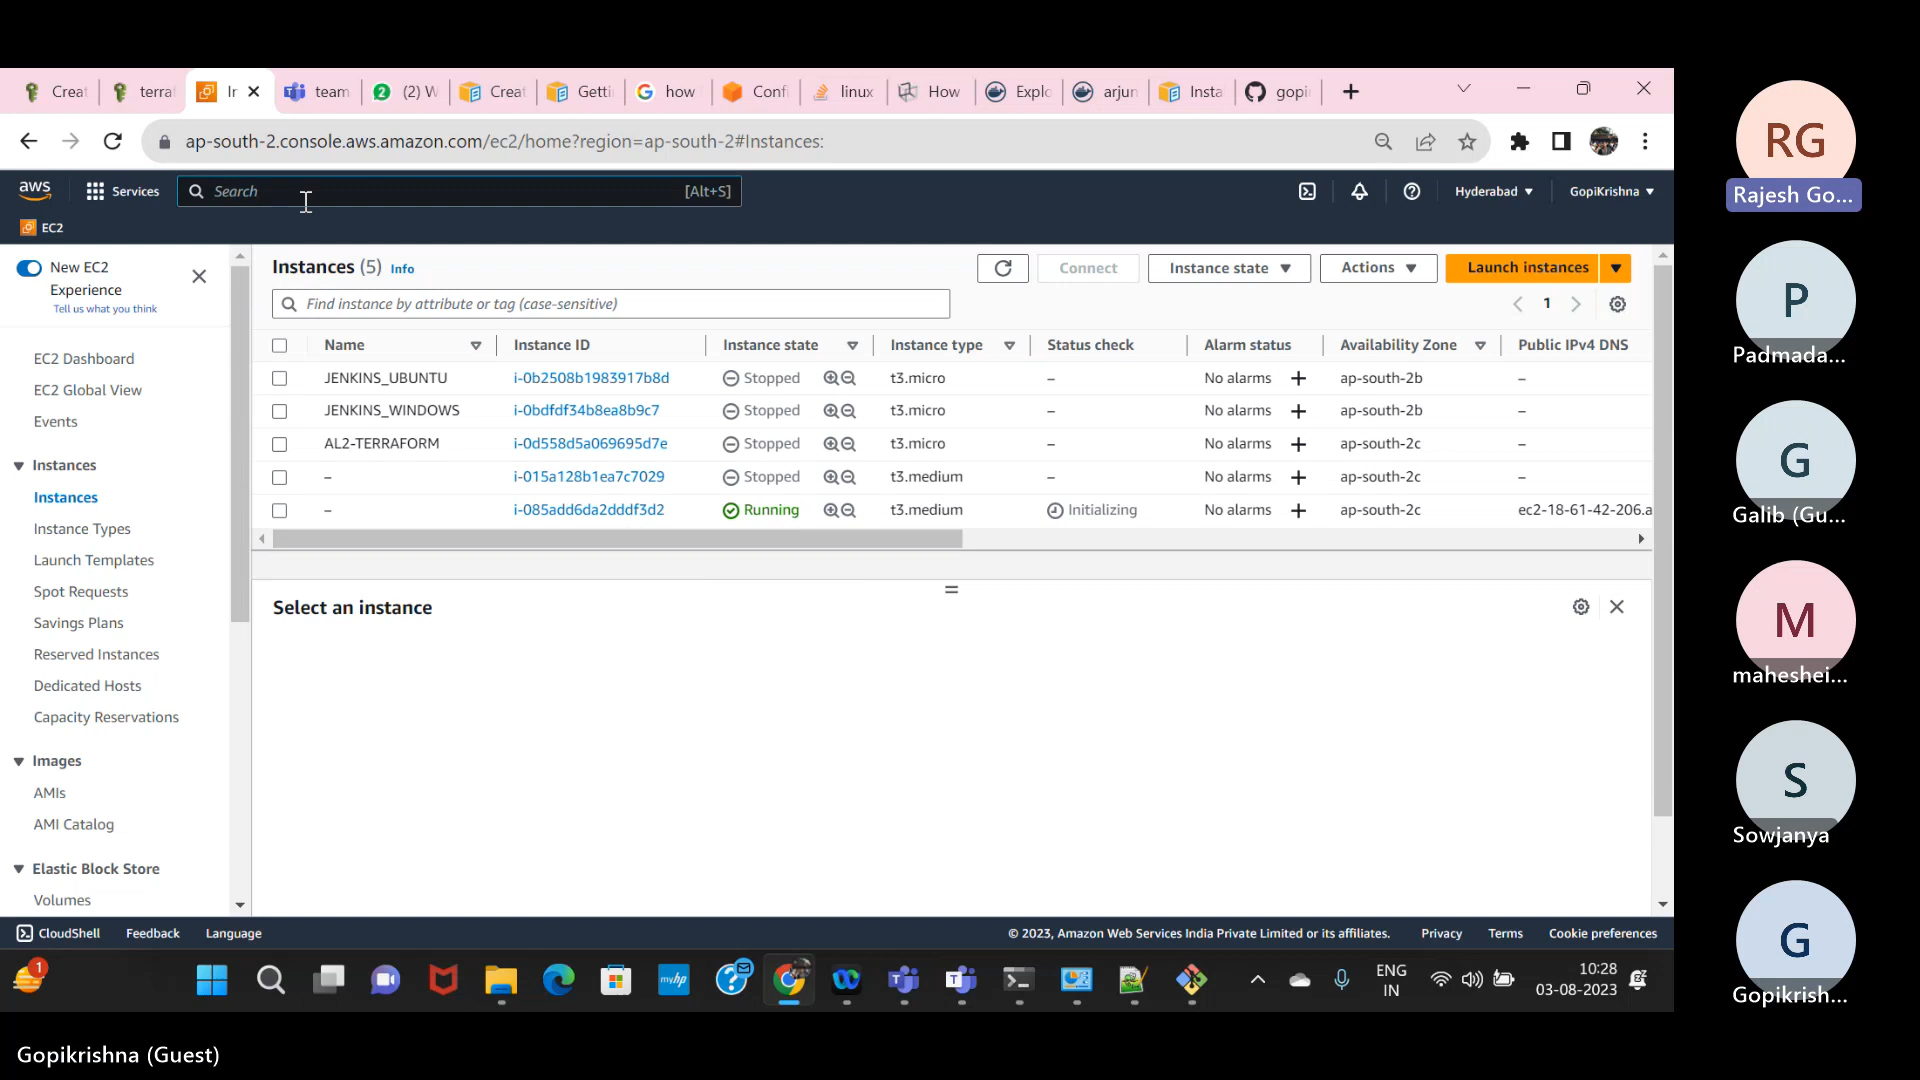 Creat
terraf
In
team
(2) W
Creat
Getti
how
Confi
linux
How
Explo
arjun
Insta
gopi
ap-south-2.console.aws.amazon.com/ec2/home?region=ap-south-2#Instances:
aws
Services
Search
[Alt+S]
Hyderabad
GopiKrishna
EC2
New EC2 Experience
Tell us what you think
EC2 Dashboard
EC2 Global View
Events
Instances
Instances
Instance Types
Launch Templates
Spot Requests
Savings Plans
Reserved Instances
Dedicated Hosts
Capacity Reservations
Images
AMIs
AMI Catalog
Elastic Block Store
Volumes
Instances (5) Info
Connect
Instance state
Actions
Launch instances
Find instance by attribute or tag (case-sensitive)
1
Name Instance ID Instance state Instance type Status check Alarm status Availability Zone Public IPv4 DNS
JENKINS_UBUNTU i-0b2508b1983917b8d Stopped t3.micro – No alarms + ap-south-2b –
JENKINS_WINDOWS i-0bdfdf34b8ea8b9c7 Stopped t3.micro – No alarms + ap-south-2b –
AL2-TERRAFORM i-0d558d5a069695d7e Stopped t3.micro – No alarms + ap-south-2c –
– i-015a128b1ea7c7029 Stopped t3.medium – No alarms + ap-south-2c –
– i-085add6da2dddf3d2 Running t3.medium Initializing No alarms + ap-south-2c ec2-18-61-42-206.a
Select an instance
CloudShell
Feedback
Language
© 2023, Amazon Web Services India Private Limited or its affiliates.
Privacy
Terms
Cookie preferences
1
myhp
ENG
IN
10:28
03-08-2023
RG
Rajesh Go...
P
Padmada...
G
Galib (Gu...
M
maheshei...
S
Sowjanya
G
Gopikrish...
Gopikrishna (Guest)